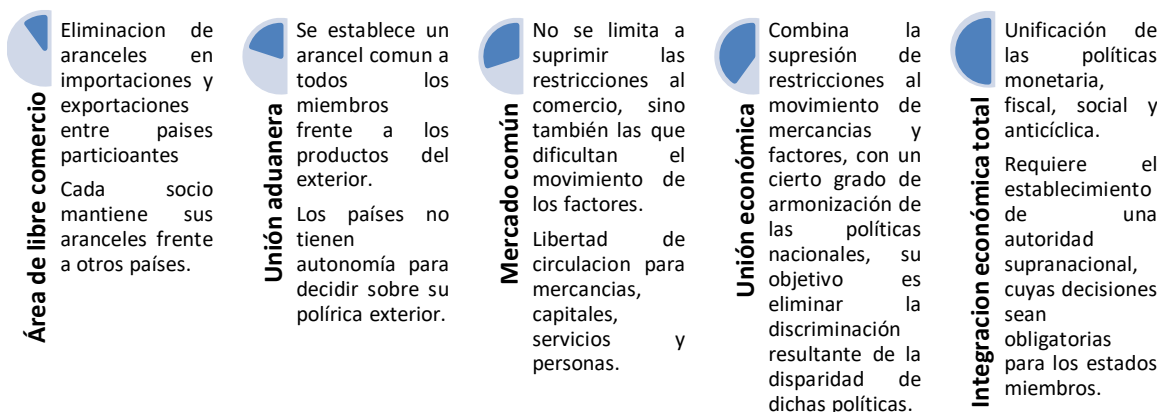 Área de libre comercio
Eliminacion de
aranceles en
importaciones y
exportaciones
entre paises
particioantes
Cada socio
mantiene sus
aranceles frente
a otros países.
Unión aduanera
Se establece un
arancel comun a
todos los
miembros
frente a los
productos del
exterior.
Los países no
tienen
autonomía para
decidir sobre su
polírica exterior.
Mercado común
No se limita a
suprimir las
restricciones al
comercio, sino
también las que
dificultan el
movimiento de
los factores.
Libertad de
circulacion para
mercancias,
capitales,
servicios y
personas.
Unión económica
Combina la
supresión de
restricciones al
movimiento de
mercancias y
factores, con un
cierto grado de
armonización de
las políticas
nacionales, su
objetivo es
eliminar la
discriminación
resultante de la
disparidad de
dichas políticas.
Integracion económica total
Unificación de
las políticas
monetaria,
fiscal, social y
anticíclica.
Requiere el
establecimiento
de una
autoridad
supranacional,
cuyas decisiones
sean
obligatorias
para los estados
miembros.